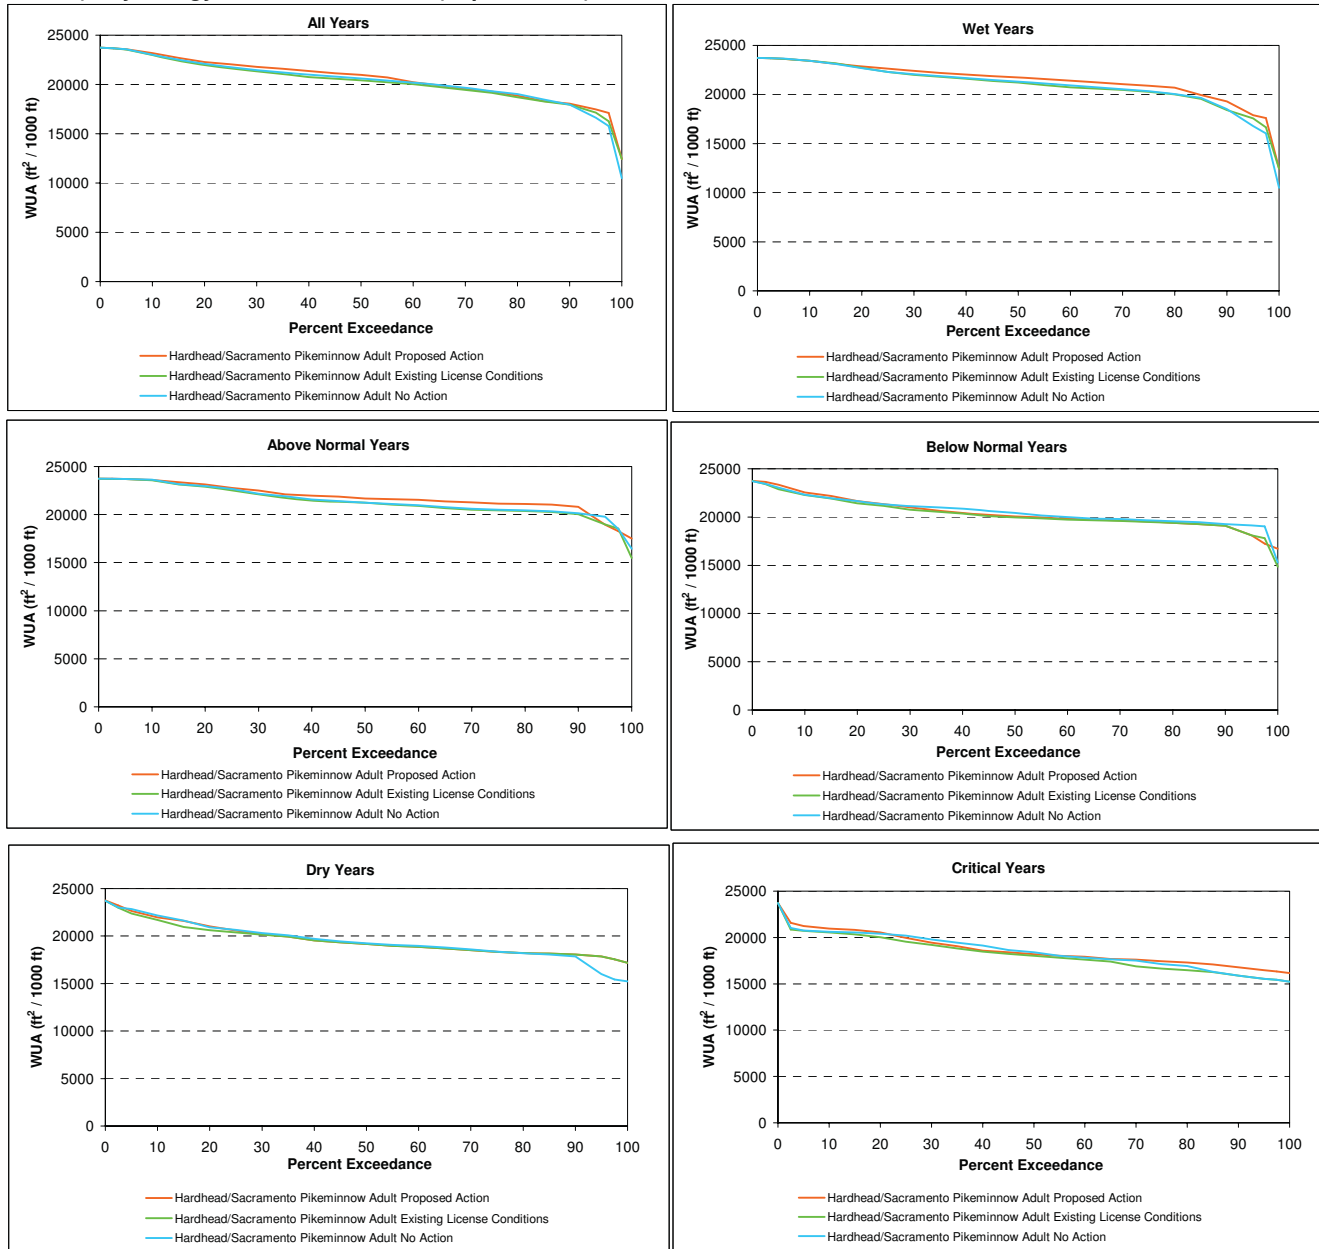 All Years
25000
20000
15000
10000
5000
0
WUA (ft² / 1000 ft)
0 10 20 30 40 50 60 70 80 90 100
Percent Exceedance
Hardhead/Sacramento Pikeminnow Adult Proposed Action
Hardhead/Sacramento Pikeminnow Adult Existing License Conditions
Hardhead/Sacramento Pikeminnow Adult No Action
Wet Years
25000
20000
15000
10000
5000
0
WUA (ft² / 1000 ft)
0 10 20 30 40 50 60 70 80 90 100
Percent Exceedance
Hardhead/Sacramento Pikeminnow Adult Proposed Action
Hardhead/Sacramento Pikeminnow Adult Existing License Conditions
Hardhead/Sacramento Pikeminnow Adult No Action
Above Normal Years
25000
20000
15000
10000
5000
0
WUA (ft² / 1000 ft)
0 10 20 30 40 50 60 70 80 90 100
Percent Exceedance
Hardhead/Sacramento Pikeminnow Adult Proposed Action
Hardhead/Sacramento Pikeminnow Adult Existing License Conditions
Hardhead/Sacramento Pikeminnow Adult No Action
Below Normal Years
25000
20000
15000
10000
5000
0
WUA (ft² / 1000 ft)
0 10 20 30 40 50 60 70 80 90 100
Percent Exceedance
Hardhead/Sacramento Pikeminnow Adult Proposed Action
Hardhead/Sacramento Pikeminnow Adult Existing License Conditions
Hardhead/Sacramento Pikeminnow Adult No Action
Dry Years
25000
20000
15000
10000
5000
0
WUA (ft² / 1000 ft)
0 10 20 30 40 50 60 70 80 90 100
Percent Exceedance
Hardhead/Sacramento Pikeminnow Adult Proposed Action
Hardhead/Sacramento Pikeminnow Adult Existing License Conditions
Hardhead/Sacramento Pikeminnow Adult No Action
Critical Years
25000
20000
15000
10000
5000
0
WUA (ft² / 1000 ft)
0 10 20 30 40 50 60 70 80 90 100
Percent Exceedance
Hardhead/Sacramento Pikeminnow Adult Proposed Action
Hardhead/Sacramento Pikeminnow Adult Existing License Conditions
Hardhead/Sacramento Pikeminnow Adult No Action